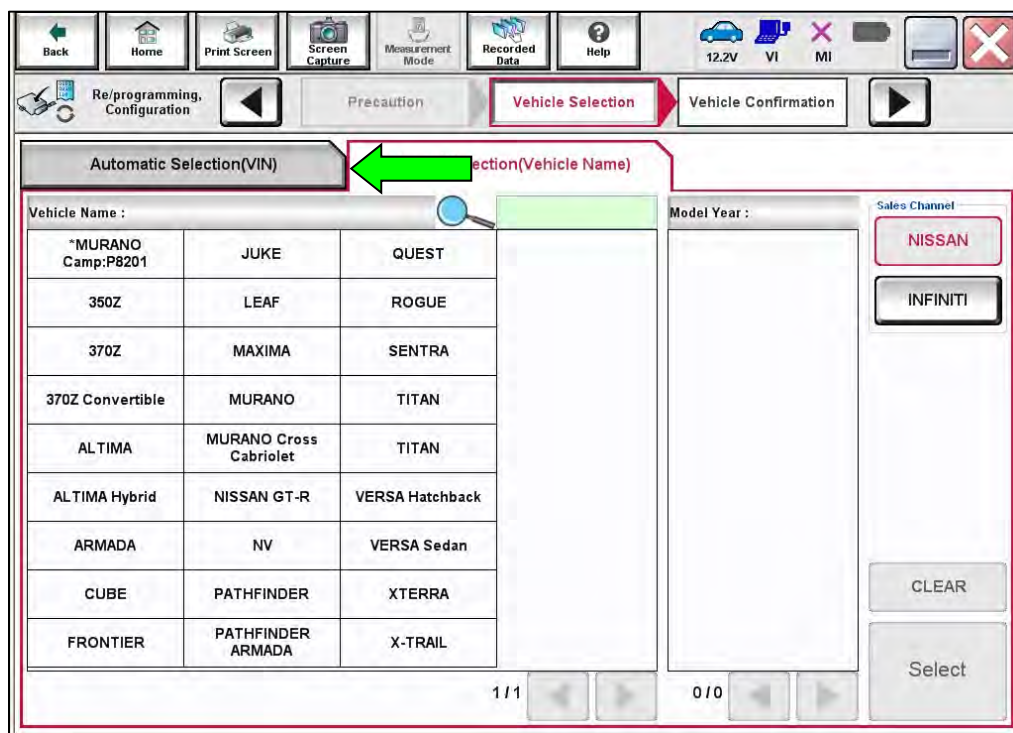 Back
Home
Print Screen
Screen
Capture
Measurement
Mode
Recorded
Data
Help
12.2V
VI
MI
Re/programming,
Configuration
Precaution
Vehicle Selection
Vehicle Confirmation
Automatic Selection(VIN)
ection(Vehicle Name)
Vehicle Name :
Model Year :
Sales Channel
*MURANO
Camp:P8201
JUKE
QUEST
NISSAN
350Z
LEAF
ROGUE
INFINITI
370Z
MAXIMA
SENTRA
370Z Convertible
MURANO
TITAN
ALTIMA
MURANO Cross
Cabriolet
TITAN
ALTIMA Hybrid
NISSAN GT-R
VERSA Hatchback
ARMADA
NV
VERSA Sedan
CUBE
PATHFINDER
XTERRA
CLEAR
FRONTIER
PATHFINDER
ARMADA
X-TRAIL
Select
1/1
0/0